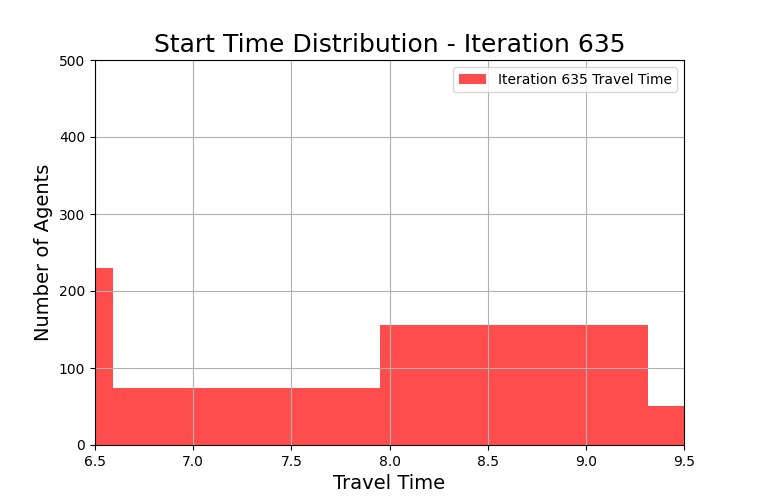 Start Time Distribution - Iteration 635
Iteration 635 Travel Time
500
400
300
200
100
0
Number of Agents
6.5 7.0 7.5 8.0 8.5 9.0 9.5
Travel Time